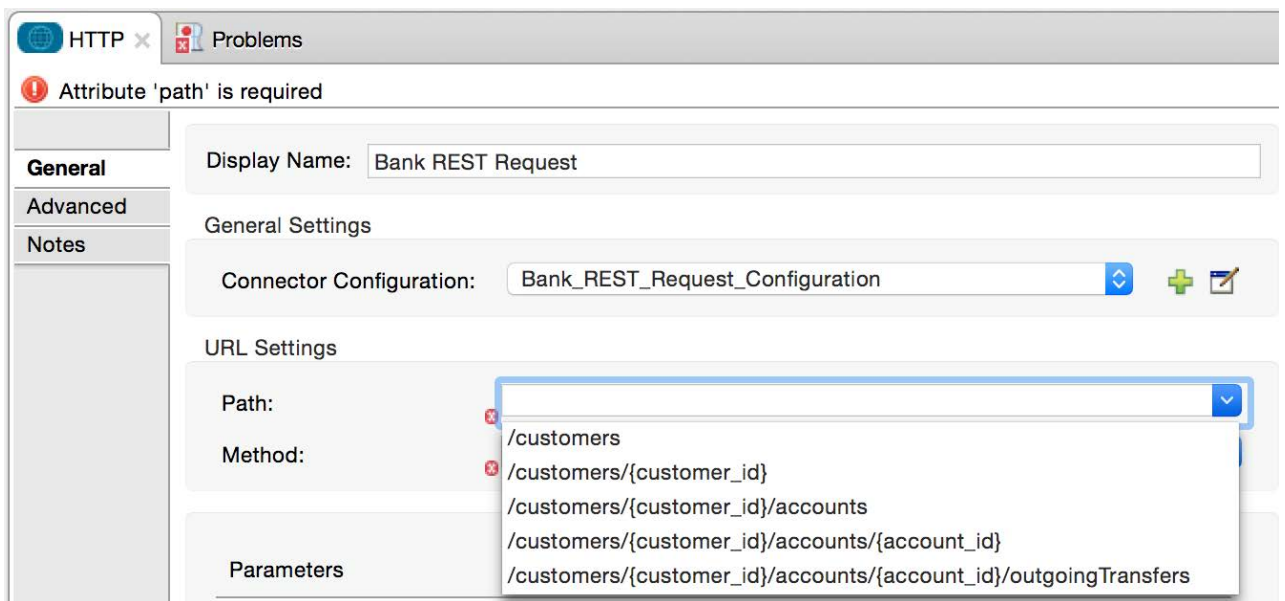 HTTP
Problems
Attribute 'path' is required
General
Advanced
Notes
Display Name: Bank REST Request
General Settings
Connector Configuration: Bank_REST_Request_Configuration
URL Settings
Path:
Method:
/customers
/customers/{customer_id}
/customers/{customer_id}/accounts
/customers/{customer_id}/accounts/{account_id}
/customers/{customer_id}/accounts/{account_id}/outgoingTransfers
Parameters